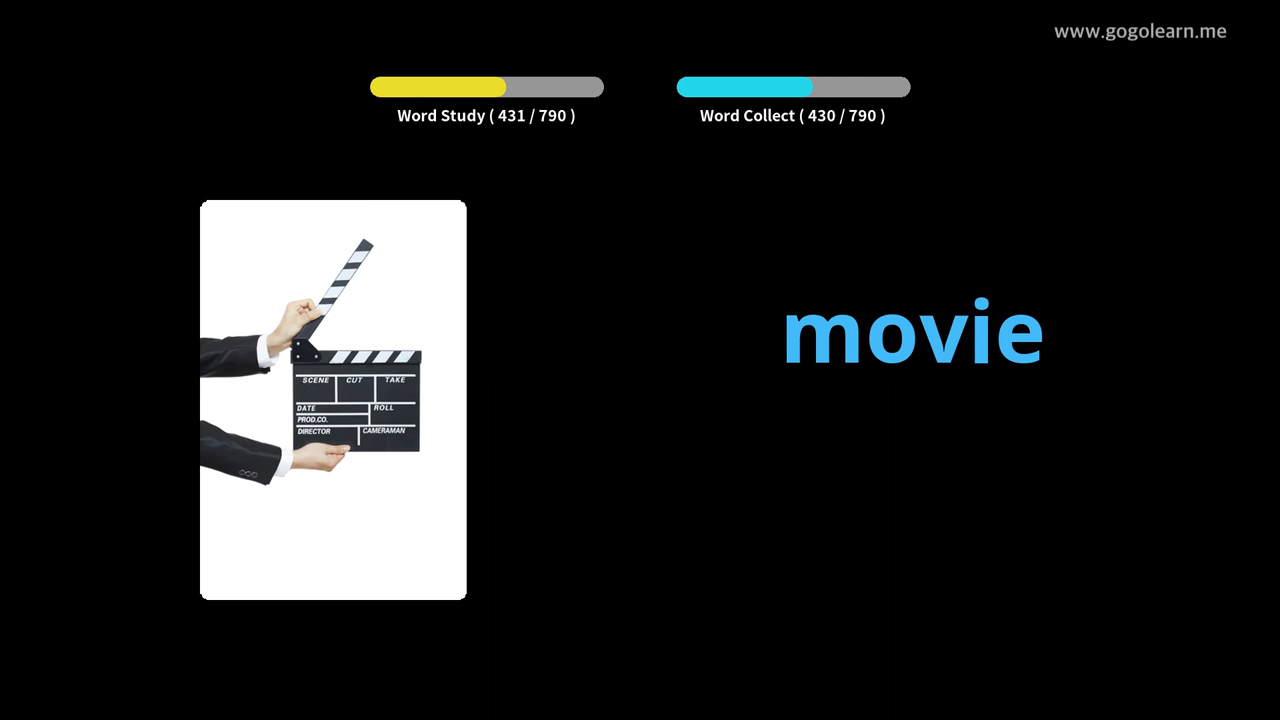 www.gogolearn.me
Word Study ( 431 / 790 )
Word Collect ( 430 / 790 )
movie
SCENE CUT TAKE
DATE ROLL
PROD.CO.
DIRECTOR CAMERAMAN